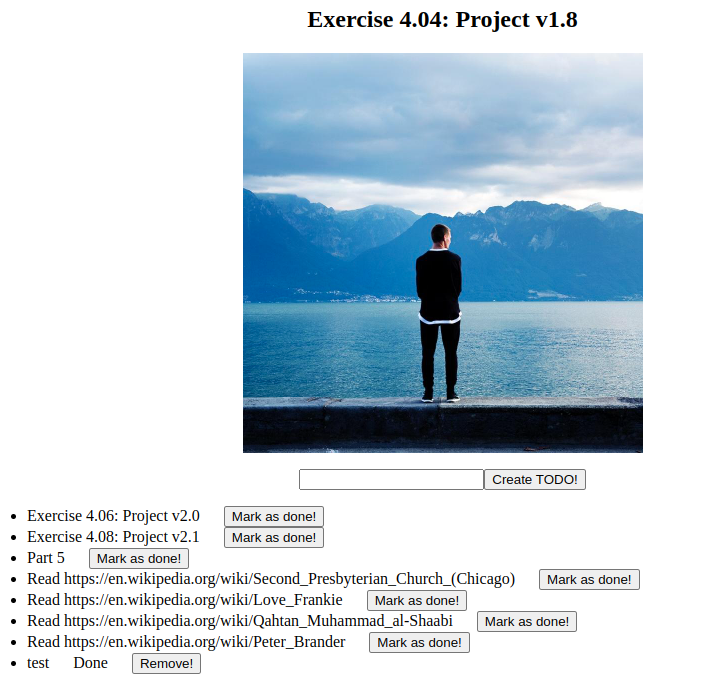 Exercise 4.04: Project v1.8
Create TODO!
Exercise 4.06: Project v2.0 Mark as done!
Exercise 4.08: Project v2.1 Mark as done!
Part 5 Mark as done!
Read https://en.wikipedia.org/wiki/Second_Presbyterian_Church_(Chicago) Mark as done!
Read https://en.wikipedia.org/wiki/Love_Frankie Mark as done!
Read https://en.wikipedia.org/wiki/Qahtan_Muhammad_al-Shaabi Mark as done!
Read https://en.wikipedia.org/wiki/Peter_Brander Mark as done!
test Done Remove!